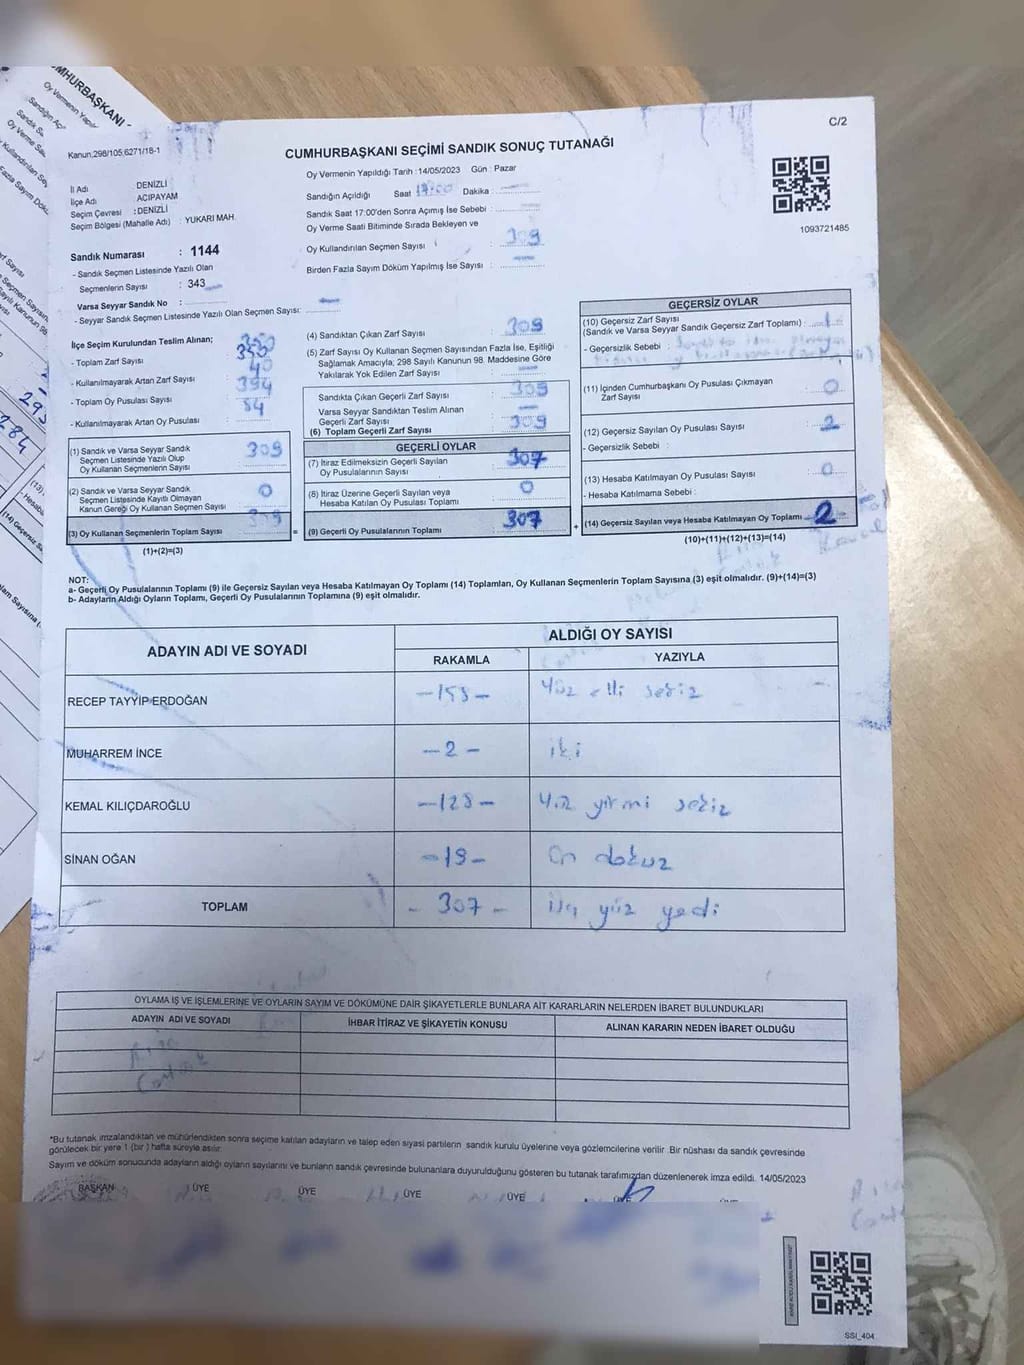 MHURBAŞKANI
Oy Vermenin Yapıl
C/2
Kanun:298/105;6271/18-1
CUMHURBAŞKANI SEÇİMİ SANDIK SONUÇ TUTANAĞI
Oy Vermenin Yapıldığı Tarih :14/05/2023 Gün : Pazar
İl Adı DENİZLİ
İlçe Adı ACIPAYAM
Seçim Çevresi :DENİZLİ
Seçim Bölgesi (Mahalle Adı) : YUKARI MAH.
Sandığın Açıldığı Saat 17:00 Dakika :
Sandık Saat 17:00'den Sonra Açımış İse Sebebi :
Oy Verme Saati Bitiminde Sırada Bekleyen ve
Oy Kullandırılan Seçmen Sayısı : 309
Birden Fazla Sayım Döküm Yapılmış İse Sayısı :
1093721485
Sandık Numarası : 1144
- Sandık Seçmen Listesinde Yazılı Olan
Seçmenlerin Sayısı : 343
Varsa Seyyar Sandık No :
- Seyyar Sandık Seçmen Listesinde Yazılı Olan Seçmen Sayısı:
İlçe Seçim Kurulundan Teslim Alınan;
- Toplam Zarf Sayısı
- Kullanılmayarak Artan Zarf Sayısı 40
- Toplam Oy Pusulası Sayısı 394
- Kullanılmayarak Artan Oy Pusulası 84
(1) Sandık ve Varsa Seyyar Sandık
Seçmen Listesinde Yazılı Olup
Oy Kullanan Seçmenlerin Sayısı 309
(2) Sandık ve Varsa Seyyar Sandık
Seçmen Listesinde Kayıtlı Olmayan
Kanun Gereği Oy Kullanan Seçmen Sayısı 0
(3) Oy Kullanan Seçmenlerin Toplam Sayısı 309
=
(1)+(2)=(3)
(4) Sandıktan Çıkan Zarf Sayısı 309
(5) Zarf Sayısı Oy Kullanan Seçmen Sayısından Fazla İse, Eşitliği
Sağlamak Amacıyla, 298 Sayılı Kanunun 98. Maddesine Göre
Yakılarak Yok Edilen Zarf Sayısı
Sandıkta Çıkan Geçerli Zarf Sayısı 309
Varsa Seyyar Sandıktan Teslim Alınan
Geçerli Zarf Sayısı
(6) Toplam Geçerli Zarf Sayısı 309
GEÇERLİ OYLAR
(7) İtiraz Edilmeksizin Geçerli Sayılan
Oy Pusulalarının Sayısı 307
(8) İtiraz Üzerine Geçerli Sayılan veya
Hesaba Katılan Oy Pusulası Toplamı 0
(9) Geçerli Oy Pusulalarının Toplamı 307
+
GEÇERSİZ OYLAR
(10) Geçersiz Zarf Sayısı
(Sandık ve Varsa Seyyar Sandık Geçersiz Zarf Toplamı) :
- Geçersizlik Sebebi :
(11) İçinden Cumhurbaşkanı Oy Pusulası Çıkmayan
Zarf Sayısı 0
(12) Geçersiz Sayılan Oy Pusulası Sayısı 2
- Geçersizlik Sebebi :
(13) Hesaba Katılmayan Oy Pusulası Sayısı 0
- Hesaba Katılmama Sebebi :
(14) Geçersiz Sayılan veya Hesaba Katılmayan Oy Toplamı 2
(10)+(11)+(12)+(13)=(14)
NOT:
a- Geçerli Oy Pusulalarının Toplamı (9) ile Geçersiz Sayılan veya Hesaba Katılmayan Oy Toplamı (14) Toplamları, Oy Kullanan Seçmenlerin Toplam Sayısına (3) eşit olmalıdır. (9)+(14)=(3)
b- Adayların Aldığı Oyların Toplamı, Geçerli Oy Pusulalarının Toplamına (9) eşit olmalıdır.
ADAYIN ADI VE SOYADI
ALDIĞI OY SAYISI
RAKAMLA YAZIYLA
RECEP TAYYİP ERDOĞAN -158- yüz elli sekiz
MUHARREM İNCE -2- iki
KEMAL KILIÇDAROĞLU -128- yüz yirmi sekiz
SİNAN OĞAN -19- On dokuz
TOPLAM - 307 - üç yüz yedi
OYLAMA İŞ VE İŞLEMLERİNE VE OYLARIN SAYIM VE DÖKÜMÜNE DAİR ŞİKAYETLERLE BUNLARA AİT KARARLARIN NELERDEN İBARET BULUNDUKLARI
ADAYIN ADI VE SOYADI İHBAR İTİRAZ VE ŞİKAYETİN KONUSU ALINAN KARARIN NEDEN İBARET OLDUĞU
*Bu tutanak imzalandıktan ve mühürlendikten sonra seçime katılan adayların ve talep eden siyasi partilerin sandık kurulu üyelerine veya gözlemcilerine verilir. Bir nüshası da sandık çevresinde
görülecek bir yere 1 (bir) hafta süreyle asılır.
Sayım ve döküm sonucunda adayların aldığı oyların sayılarını ve bunların sandık çevresinde bulunanlara duyurulduğunu gösteren bu tutanak tarafımızdan düzenlenerek imza edildi. 14/05/2023
BAŞKAN ÜYE ÜYE ÜYE ÜYE
SSİ_404